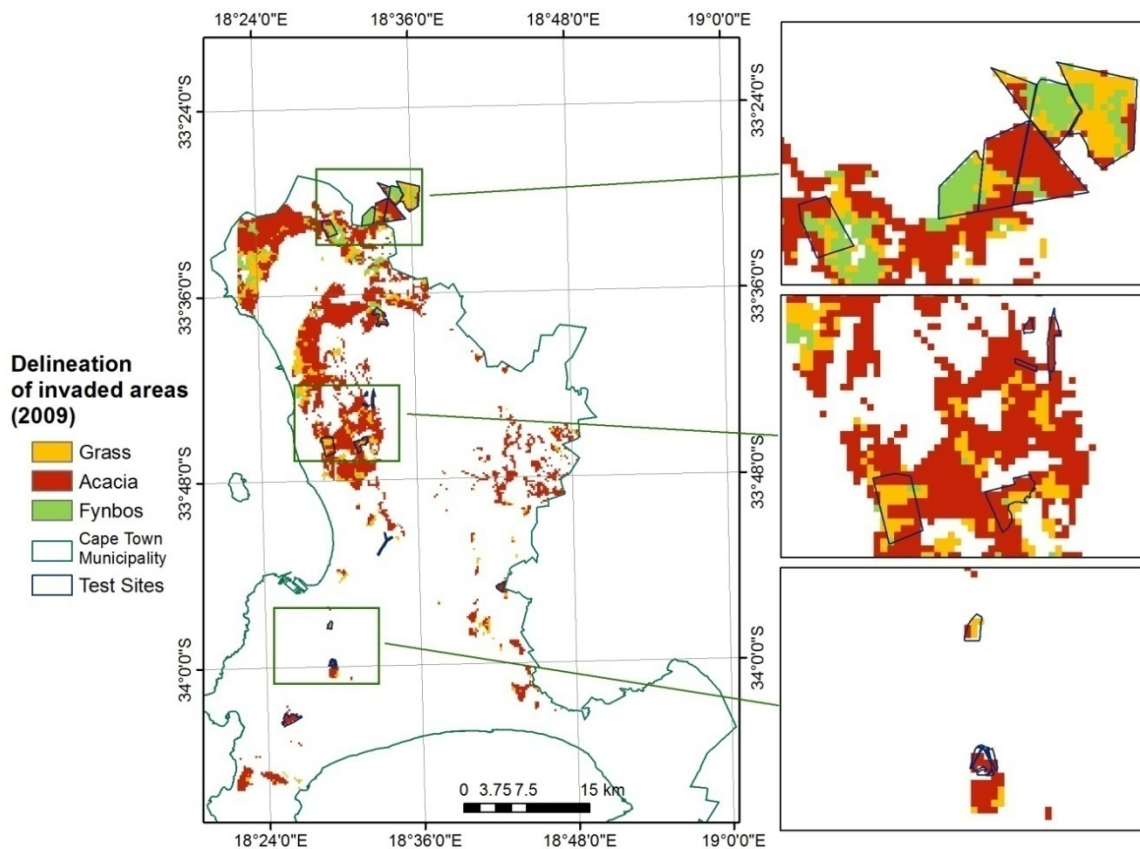 18°24'0"E 18°36'0"E 18°48'0"E 19°0'0"E
33°24'0"S 33°24'0"S
33°36'0"S 33°36'0"S
Delineation
of invaded areas
(2009)
Grass
Acacia
Fynbos
Cape Town
Municipality
Test Sites
33°48'0"S 33°48'0"S
34°0'0"S 34°0'0"S
0 3.75 7.5 15 km
18°24'0"E 18°36'0"E 18°48'0"E 19°0'0"E